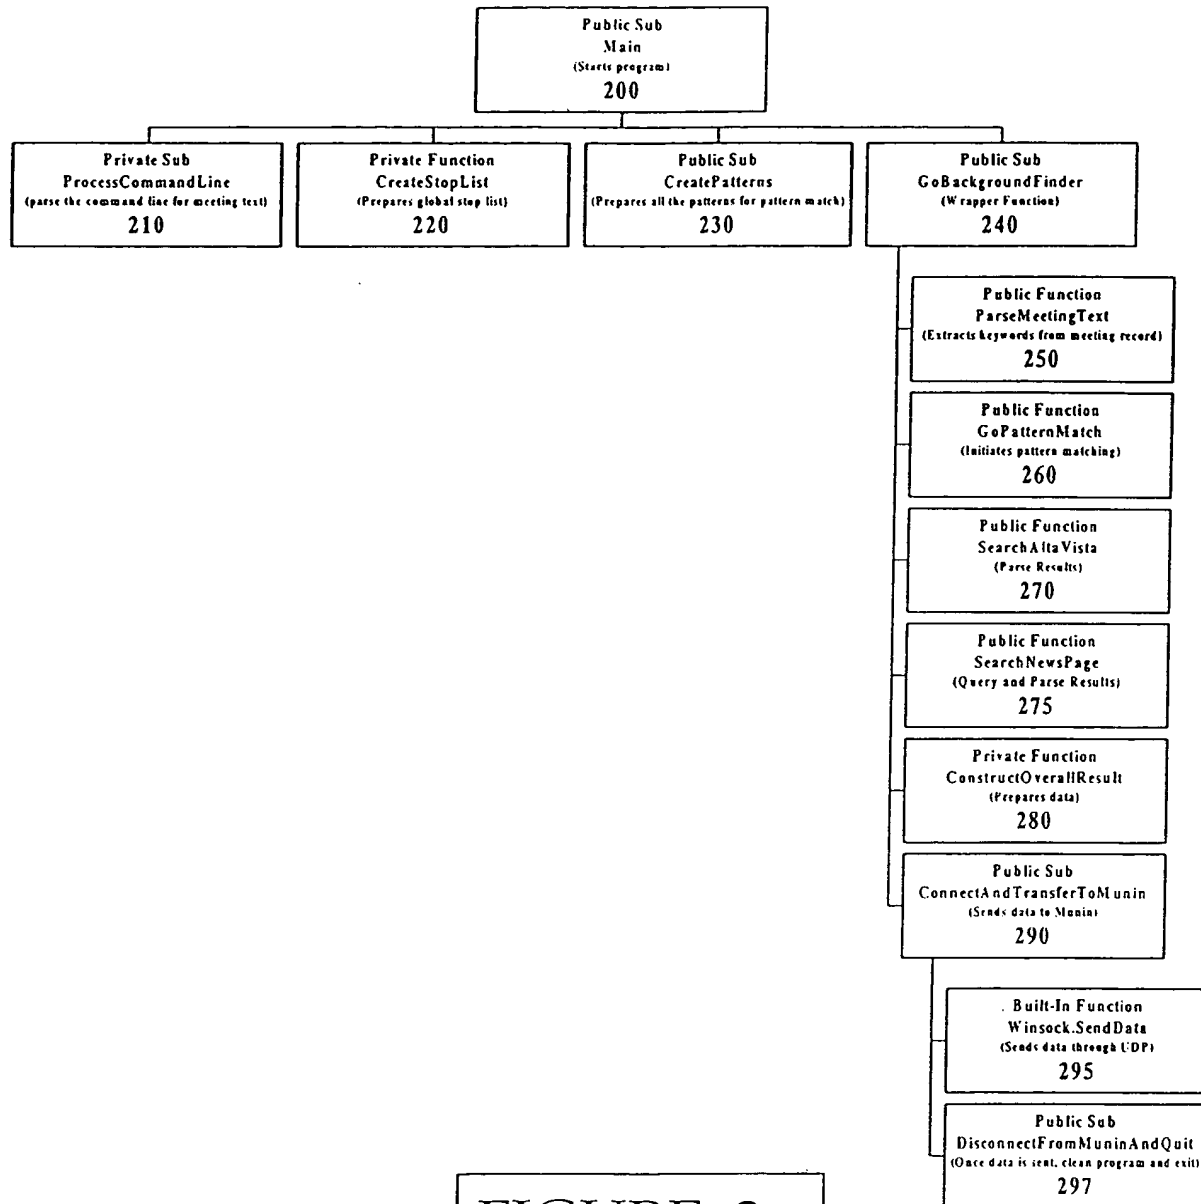 Public Sub
Main
(Starts program)
200
Private Sub
ProcessCommandLine
(parse the command line for meeting text)
210
Private Function
CreateStopList
(Prepares global stop list)
220
Public Sub
CreatePatterns
(Prepares all the patterns for pattern match)
230
Public Sub
GoBackgroundFinder
(Wrapper Function)
240
Public Function
ParseMeetingText
(Extracts keywords from meeting record)
250
Public Function
GoPatternMatch
(Initiates pattern matching)
260
Public Function
SearchAltaVista
(Parse Results)
270
Public Function
SearchNewsPage
(Query and Parse Results)
275
Private Function
ConstructOverallResult
(Prepares data)
280
Public Sub
ConnectAndTransferToMunin
(Sends data to Munin)
290
Built-In Function
Winsock.SendData
(Sends data through UDP)
295
Public Sub
DisconnectFromMuninAndQuit
(Once data is sent, clean program and exit)
297
FIGURE 2